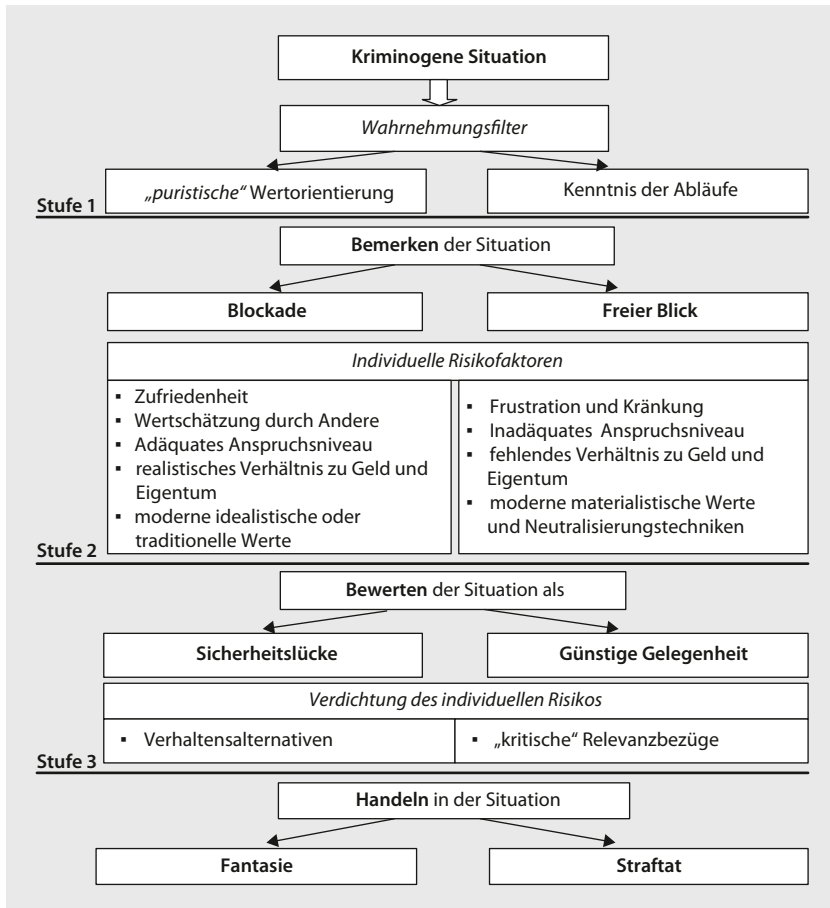 Kriminogene Situation
Wahrnehmungsfilter
„puristische“ Wertorientierung
Kenntnis der Abläufe
Stufe 1
Bemerken der Situation
Blockade
Freier Blick
Individuelle Risikofaktoren
▪ Zufriedenheit
▪ Wertschätzung durch Andere
▪ Adäquates Anspruchsniveau
▪ realistisches Verhältnis zu Geld und
Eigentum
▪ moderne idealistische oder
traditionelle Werte
▪ Frustration und Kränkung
▪ Inadäquates Anspruchsniveau
▪ fehlendes Verhältnis zu Geld und
Eigentum
▪ moderne materialistische Werte
und Neutralisierungstechniken
Stufe 2
Bewerten der Situation als
Sicherheitslücke
Günstige Gelegenheit
Verdichtung des individuellen Risikos
▪ Verhaltensalternativen
▪ „kritische“ Relevanzbezüge
Stufe 3
Handeln in der Situation
Fantasie
Straftat